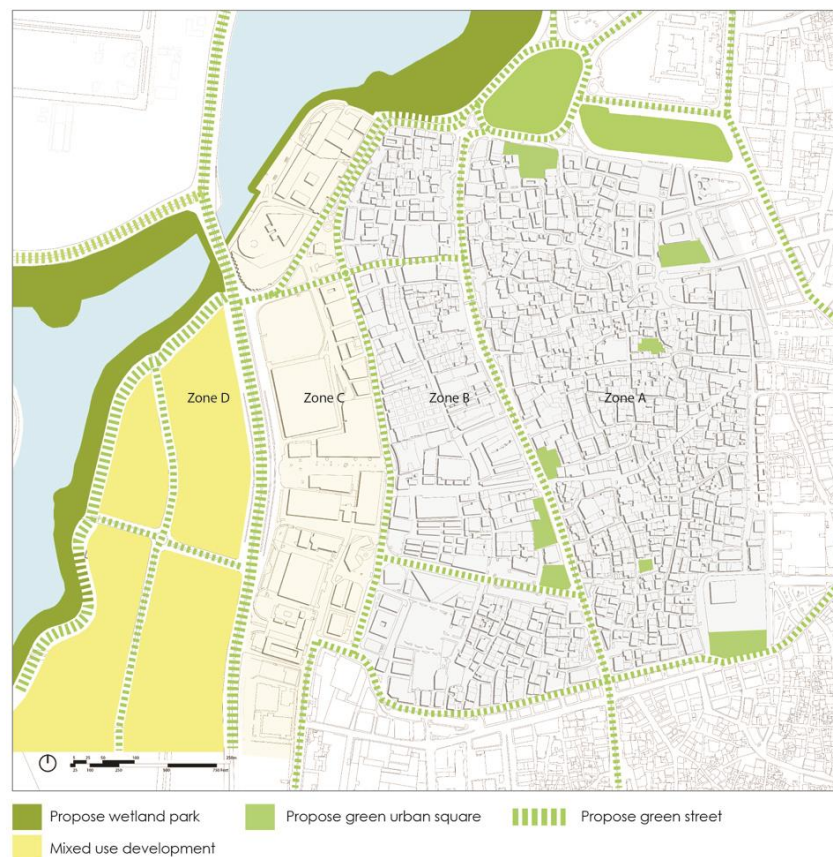 Zone D
Zone C
Zone B
Zone A
Propose wetland park
Propose green urban square
Propose green street
Mixed use development